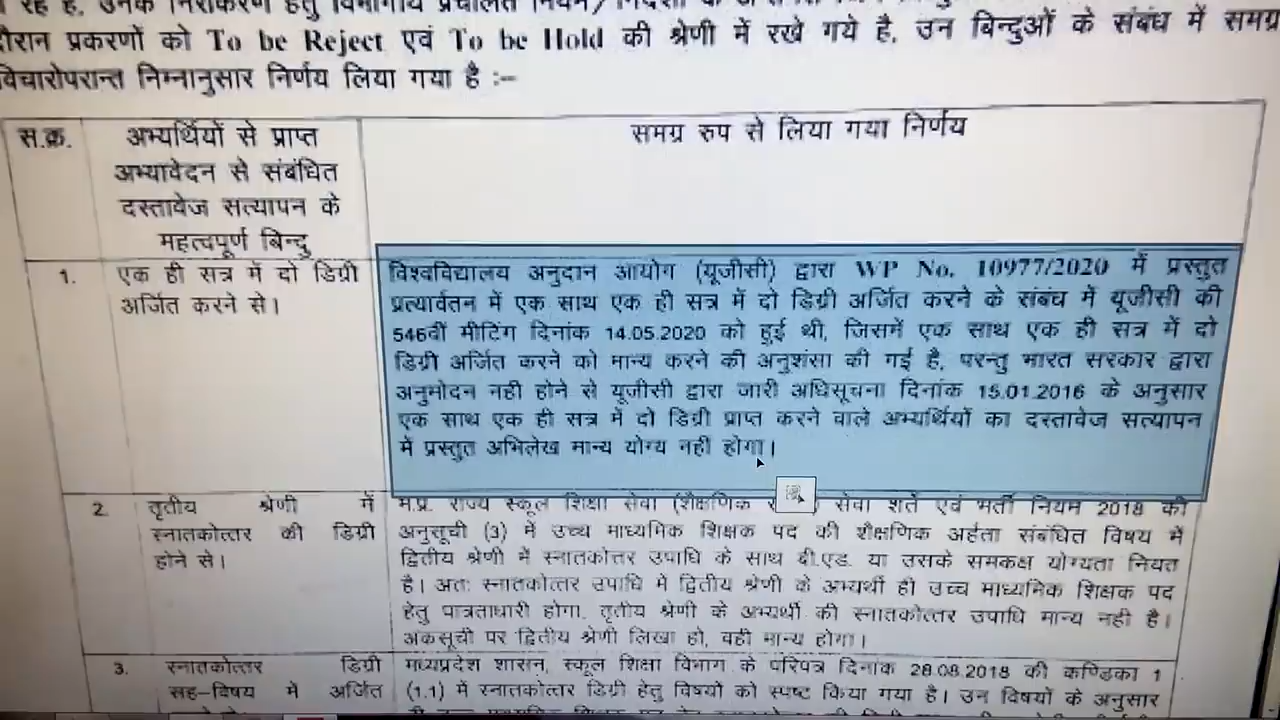 रहे हैं, उनके निराकरण हेतु विभागीय प्रचलित नियम/
दौरान प्रकरणों को To be Reject एवं To be Hold की श्रेणी में रखे गये है, उन बिन्दुओं के संबंध में समग्र
विचारोपरान्त निम्नानुसार निर्णय लिया गया है :–
स.क्र.
अभ्यर्थियों से प्राप्त
अभ्यावेदन से संबंधित
दस्तावेज सत्यापन के
महत्वपूर्ण बिन्दु
समग्र रुप से लिया गया निर्णय
1.
एक ही सत्र में दो डिग्री
अर्जित करने से।
विश्वविद्यालय अनुदान आयोग (यूजीसी) द्वारा WP No. 10977/2020 में प्रस्तुत
प्रत्यार्वतन में एक साथ एक ही सत्र में दो डिग्री अर्जित करने के संबंध में यूजीसी की
546वीं मीटिंग दिनांक 14.05.2020 को हुई थी, जिसमें एक साथ एक ही सत्र में दो
डिग्री अर्जित करने को मान्य करने की अनुशंसा की गई है, परन्तु भारत सरकार द्वारा
अनुमोदन नही होने से यूजीसी द्वारा जारी अधिसूचना दिनांक 15.01.2016 के अनुसार
एक साथ एक ही सत्र में दो डिग्री प्राप्त करने वाले अभ्यर्थियों का दस्तावेज सत्यापन
में प्रस्तुत अभिलेख मान्य योग्य नही होगा।
2.
तृतीय श्रेणी में
स्नातकोत्तर की डिग्री
होने से।
म.प्र. राज्य स्कूल शिक्षा सेवा (शैक्षणिक सेवा शर्ते एवं भर्ती नियम 2018 की
अनुसूची (3) में उच्च माध्यमिक शिक्षक पद की शैक्षणिक अर्हता संबंधित विषय में
द्वितीय श्रेणी में स्नातकोत्तर उपाधि के साथ बी.एड. या उसके समकक्ष योग्यता नियत
है। अतः स्नातकोत्तर उपाधि में द्वितीय श्रेणी के अभ्यर्थी ही उच्च माध्यमिक शिक्षक पद
हेतु पात्रताधारी होगा, तृतीय श्रेणी के अभ्यर्थी की स्नातकोत्तर उपाधि मान्य नही है।
अंकसूची पर द्वितीय श्रेणी लिखा हो, वही मान्य होगा।
3.
स्नातकोत्तर डिग्री
सह–विषय में अर्जित
मध्यप्रदेश शासन, स्कूल शिक्षा विभाग के परिपत्र दिनांक 28.08.2018 की कण्डिका 1
(1.1) में स्नातकोत्तर डिग्री हेतु विषयों को स्पष्ट किया गया है। उन विषयों के अनुसार